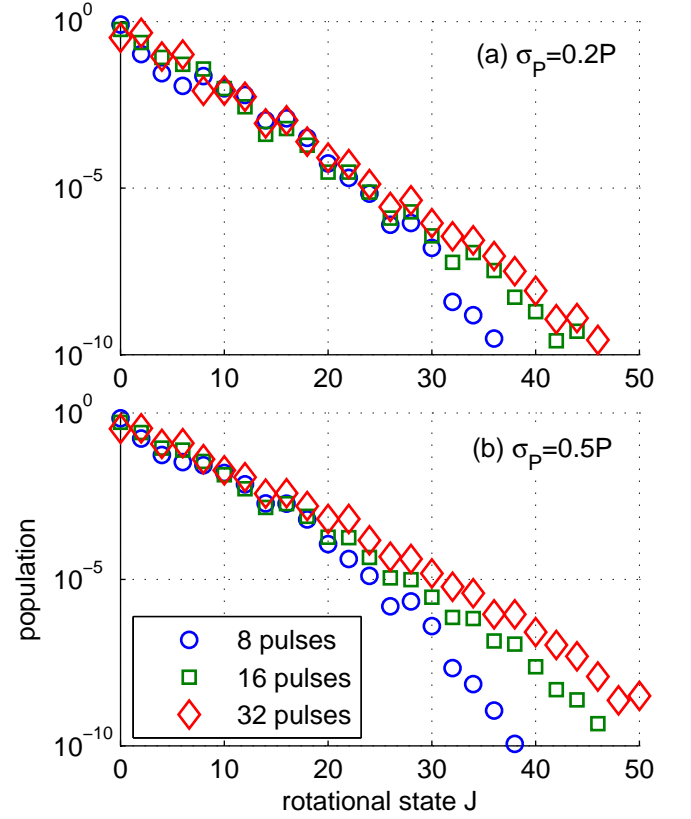 10^0
10^−5
10^−10
(a) σ_P=0.2P
0 10 20 30 40 50
10^0
10^−5
10^−10
(b) σ_P=0.5P
population
8 pulses
16 pulses
32 pulses
0 10 20 30 40 50
rotational state J